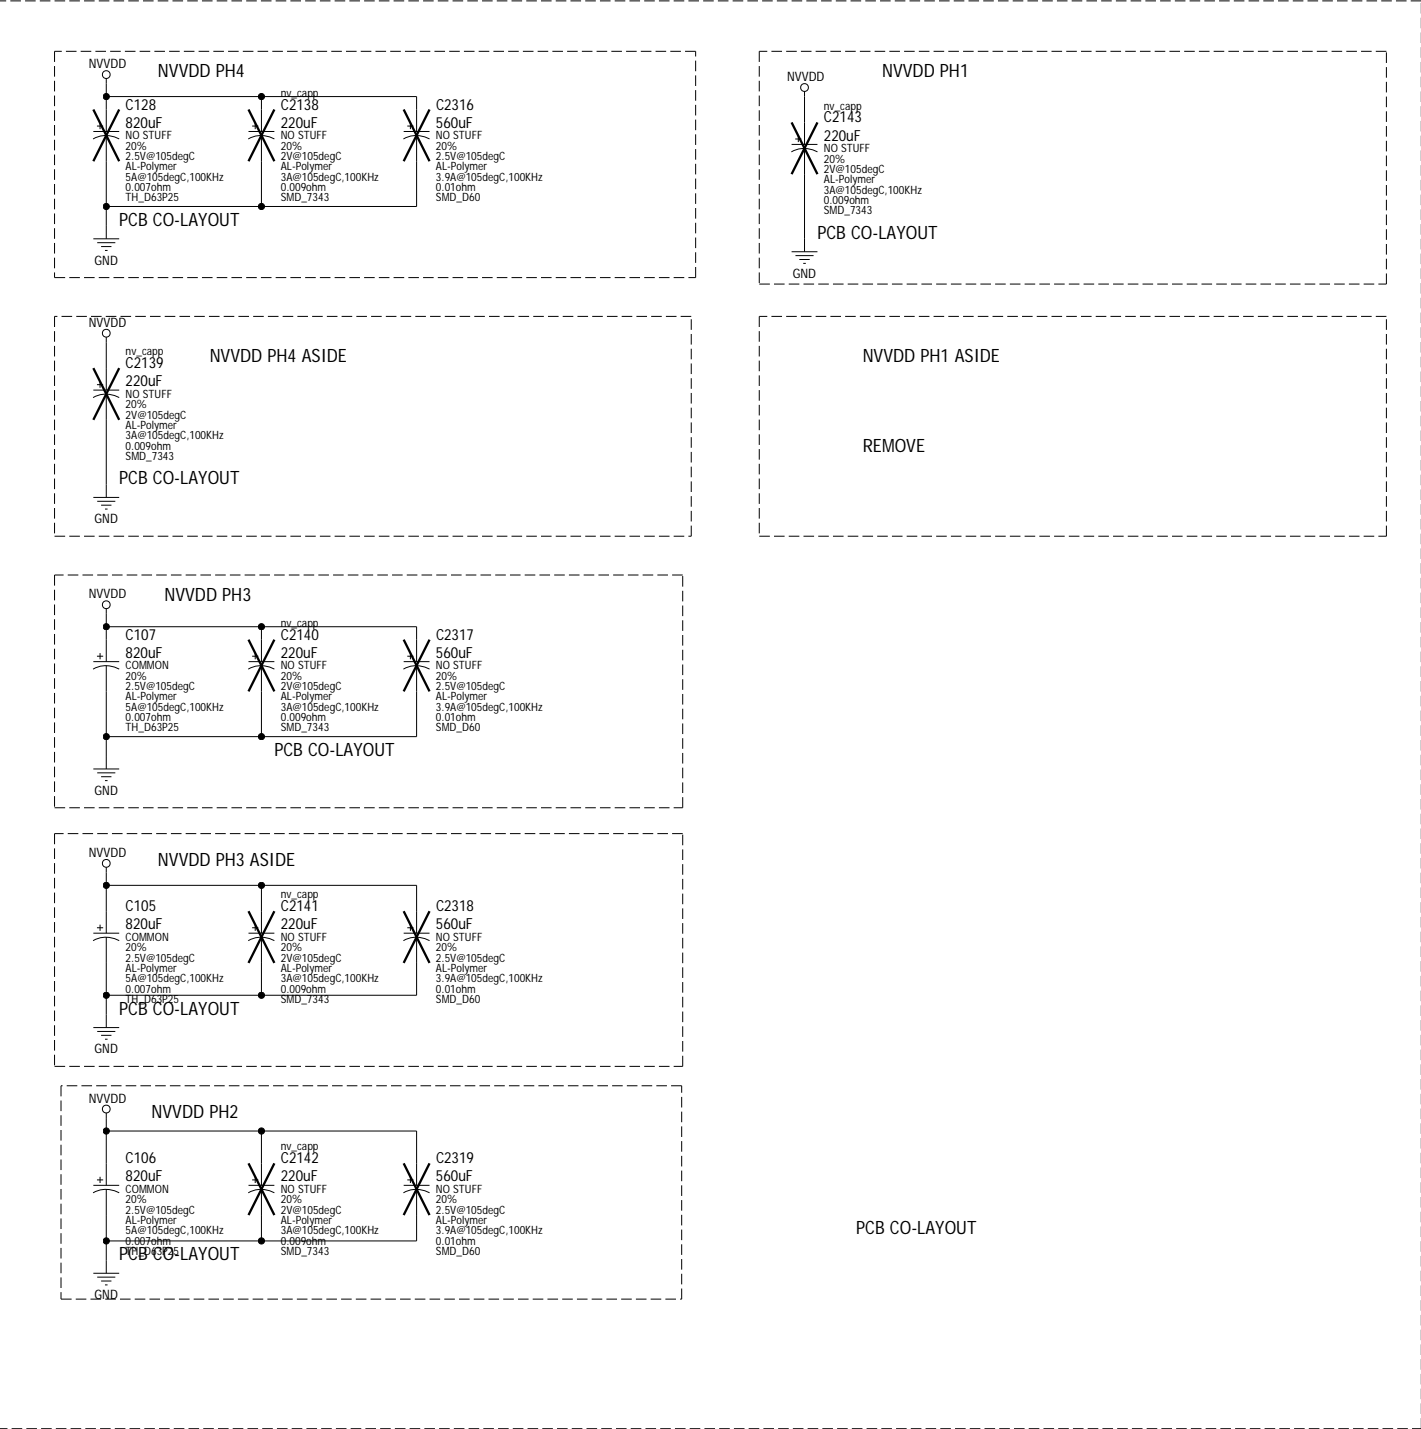 NVVDD
NVVDD PH4
C128
820uF
NO STUFF
20%
2.5V@105degC
AL-Polymer
5A@105degC,100KHz
0.007ohm
TH_D63P25
nv_capp
C2138
220uF
NO STUFF
20%
2V@105degC
AL-Polymer
3A@105degC,100KHz
0.009ohm
SMD_7343
C2316
560uF
NO STUFF
20%
2.5V@105degC
AL-Polymer
3.9A@105degC,100KHz
0.01ohm
SMD_D60
PCB CO-LAYOUT
GND
NVVDD PH1
NVVDD
nv_capp
C2143
220uF
NO STUFF
20%
2V@105degC
AL-Polymer
3A@105degC,100KHz
0.009ohm
SMD_7343
PCB CO-LAYOUT
GND
NVVDD
NVVDD PH4 ASIDE
nv_capp
C2139
220uF
NO STUFF
20%
2V@105degC
AL-Polymer
3A@105degC,100KHz
0.009ohm
SMD_7343
PCB CO-LAYOUT
GND
NVVDD PH1 ASIDE
REMOVE
NVVDD
NVVDD PH3
C107
820uF
COMMON
20%
2.5V@105degC
AL-Polymer
5A@105degC,100KHz
0.007ohm
TH_D63P25
nv_capp
C2140
220uF
NO STUFF
20%
2V@105degC
AL-Polymer
3A@105degC,100KHz
0.009ohm
SMD_7343
C2317
560uF
NO STUFF
20%
2.5V@105degC
AL-Polymer
3.9A@105degC,100KHz
0.01ohm
SMD_D60
PCB CO-LAYOUT
GND
NVVDD
NVVDD PH3 ASIDE
C105
820uF
COMMON
20%
2.5V@105degC
AL-Polymer
5A@105degC,100KHz
0.007ohm
TH_D63P25
nv_capp
C2141
220uF
NO STUFF
20%
2V@105degC
AL-Polymer
3A@105degC,100KHz
0.009ohm
SMD_7343
C2318
560uF
NO STUFF
20%
2.5V@105degC
AL-Polymer
3.9A@105degC,100KHz
0.01ohm
SMD_D60
PCB CO-LAYOUT
GND
NVVDD
NVVDD PH2
C106
820uF
COMMON
20%
2.5V@105degC
AL-Polymer
5A@105degC,100KHz
0.007ohm
TH_D63P25
nv_capp
C2142
220uF
NO STUFF
20%
2V@105degC
AL-Polymer
3A@105degC,100KHz
0.009ohm
SMD_7343
C2319
560uF
NO STUFF
20%
2.5V@105degC
AL-Polymer
3.9A@105degC,100KHz
0.01ohm
SMD_D60
PCB CO-LAYOUT
GND
PCB CO-LAYOUT